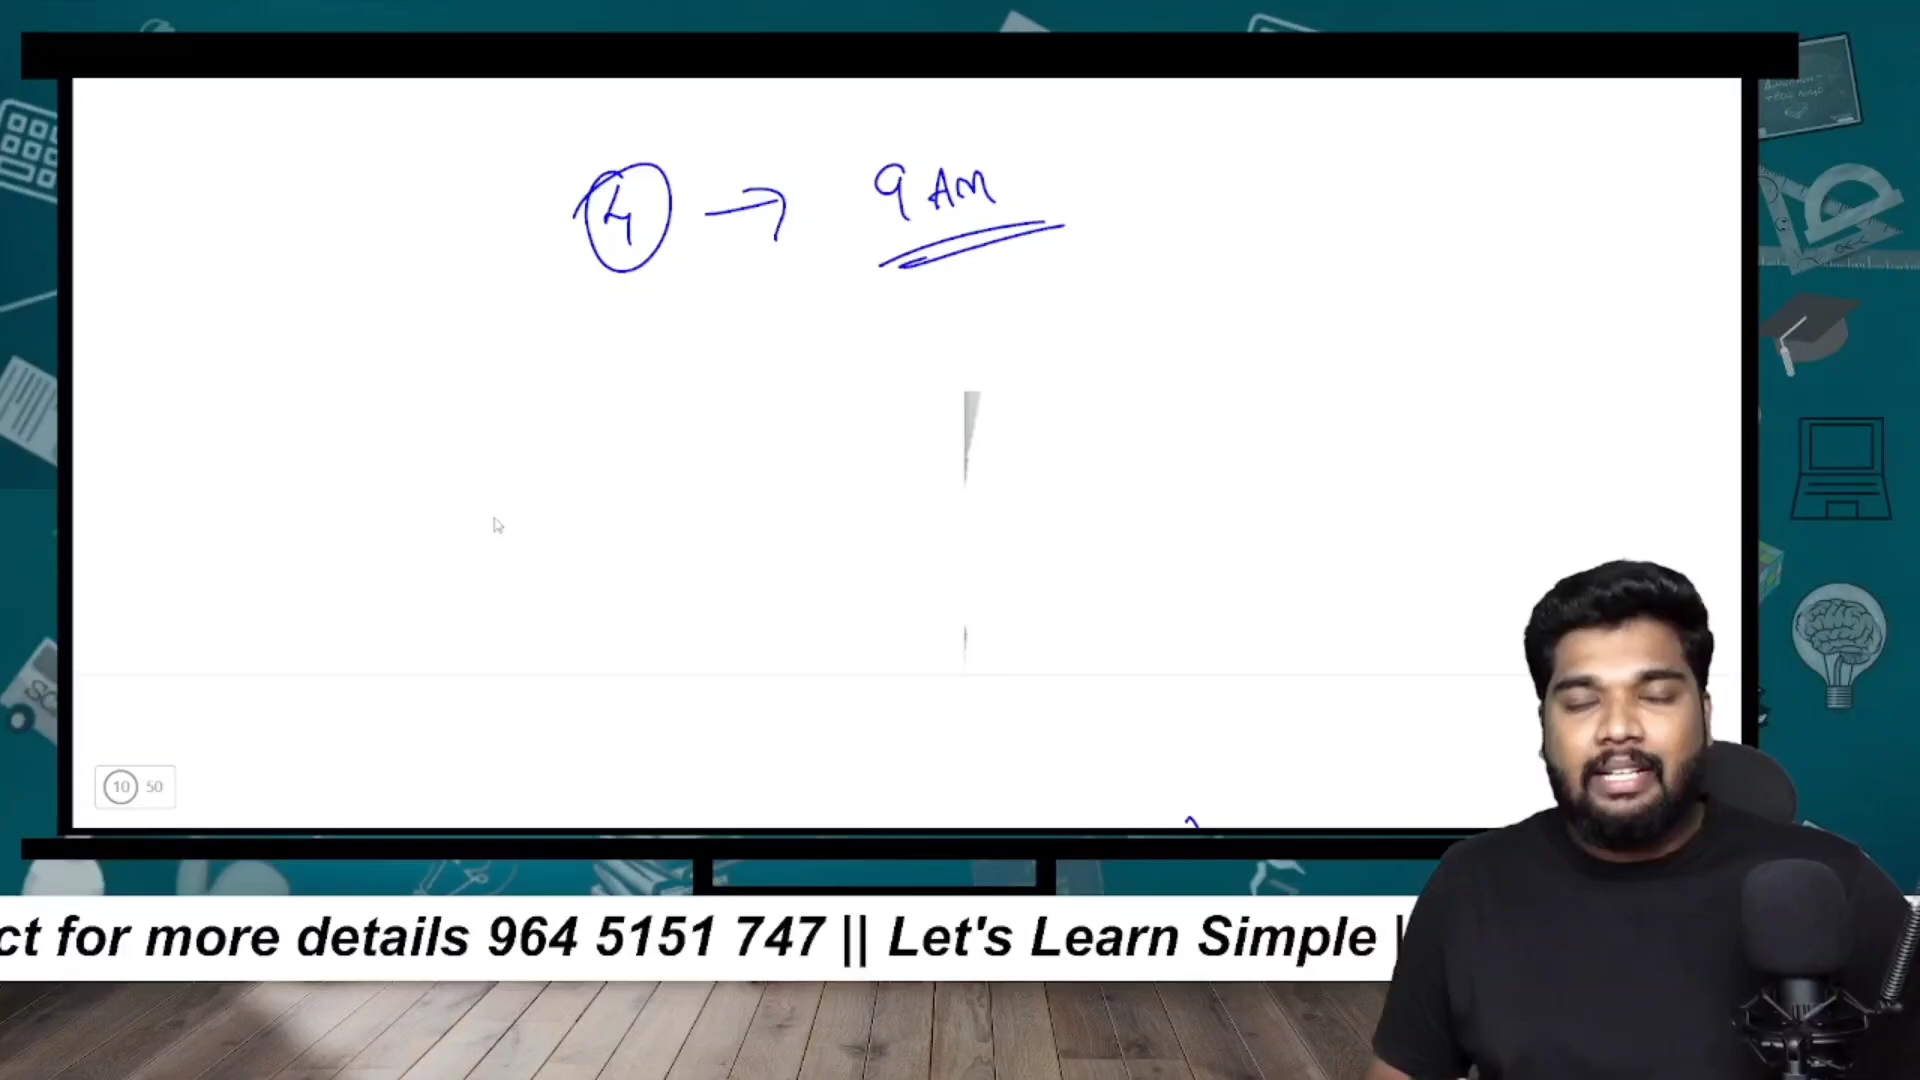 4 → 9 AM
10 50
ct for more details 964 5151 747 || Let's Learn Simple |